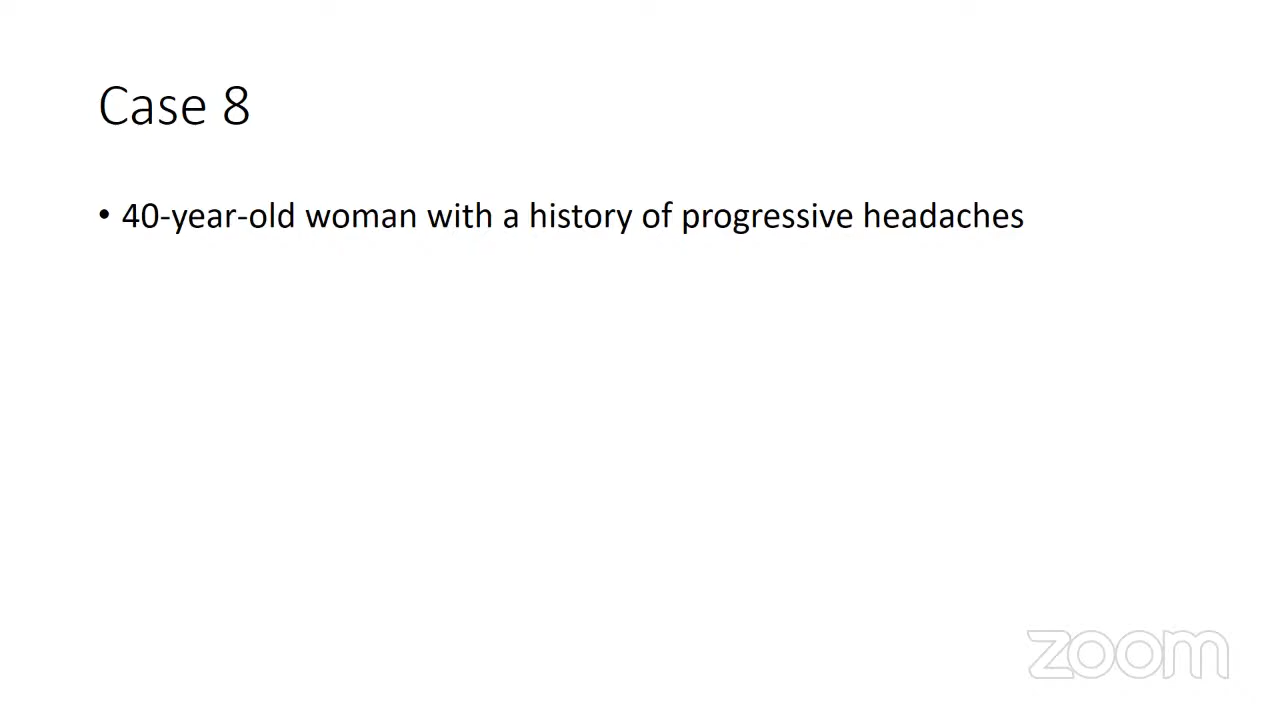 Case 8
• 40-year-old woman with a history of progressive headaches
zoom